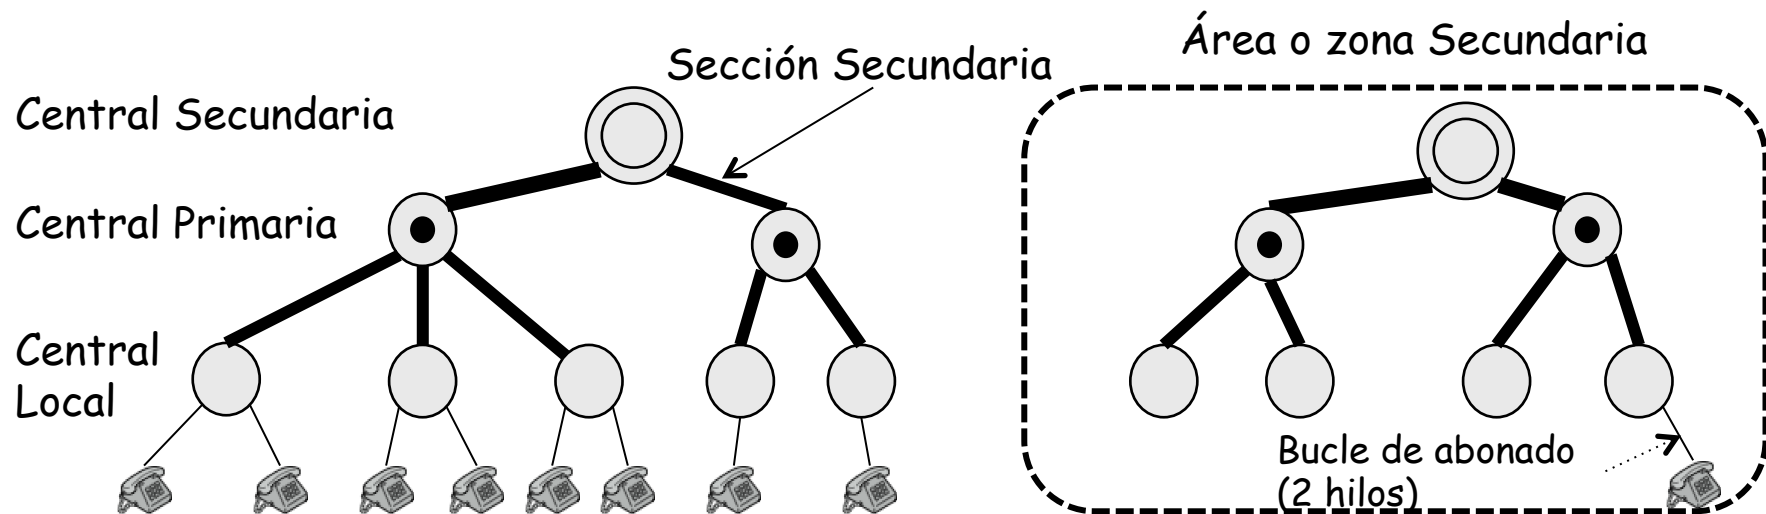 Área o zona Secundaria
Sección Secundaria
Central Secundaria
Central Primaria
Central
Local
Bucle de abonado
(2 hilos)